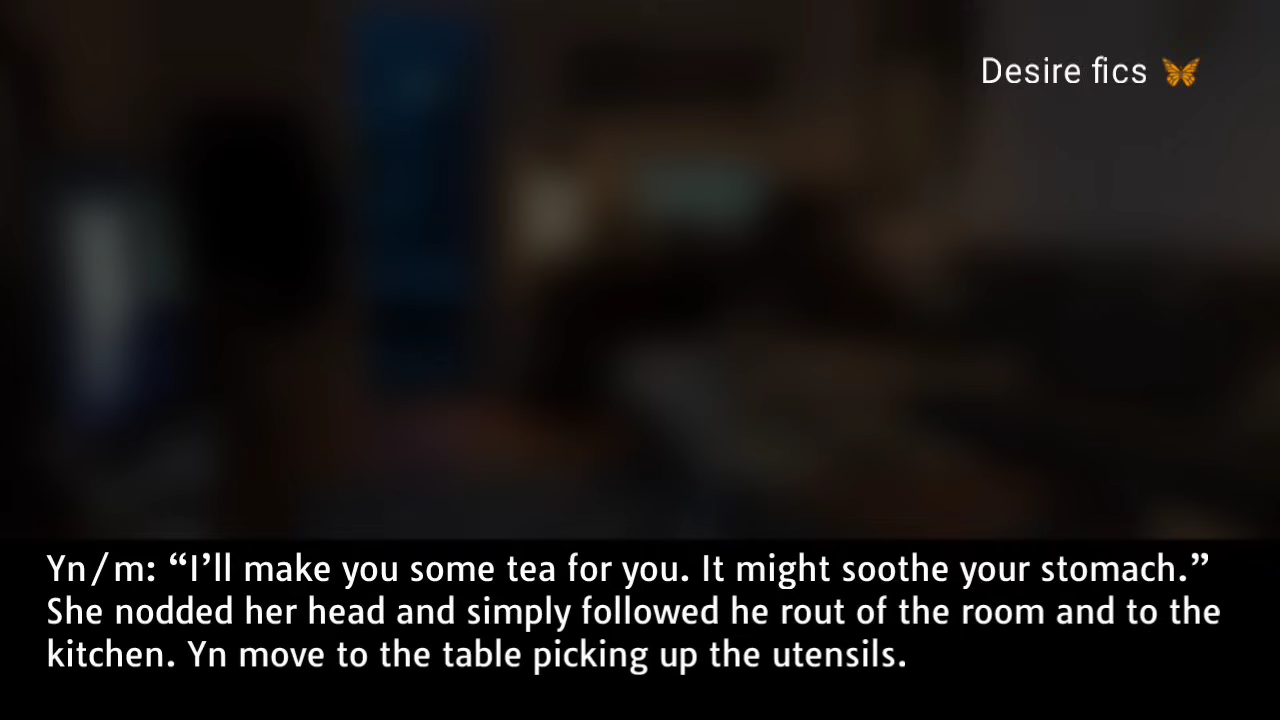 Desire fics 🦋
Yn/m: “I’ll make you some tea for you. It might soothe your stomach.”
She nodded her head and simply followed he rout of the room and to the
kitchen. Yn move to the table picking up the utensils.